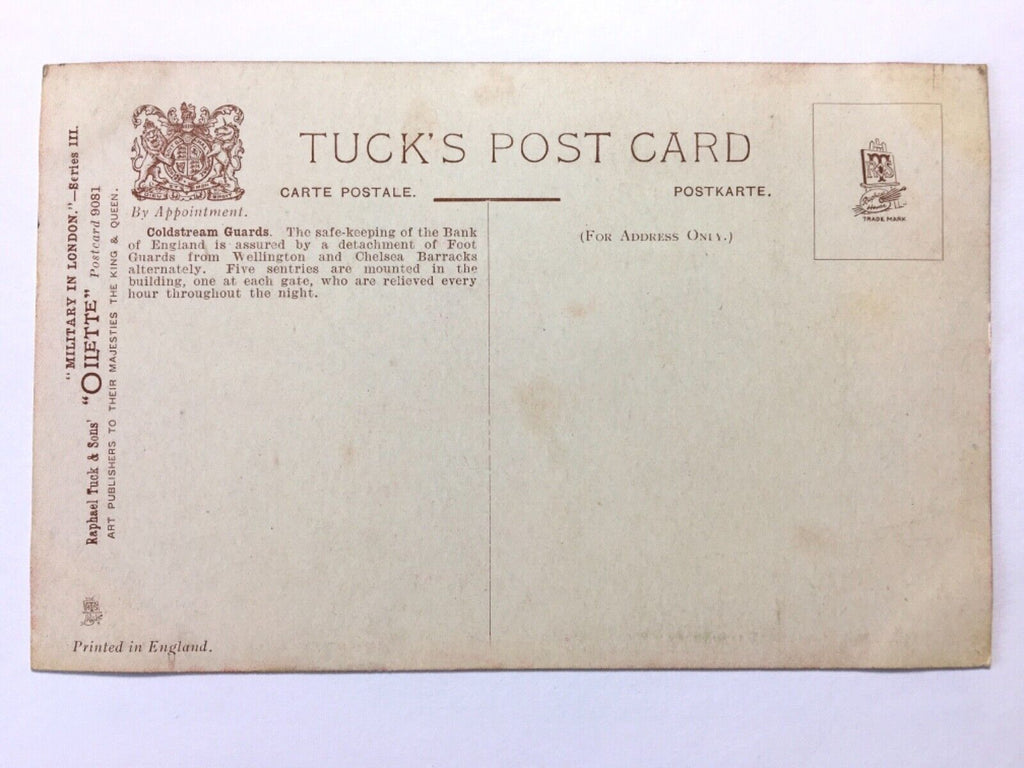 TUCK'S POST CARD
CARTE POSTALE.
POSTKARTE.
By Appointment.
(FOR ADDRESS ONLY.)
TRADE MARK
Coldstream Guards. The safe-keeping of the Bank
of England is assured by a detachment of Foot
Guards from Wellington and Chelsea Barracks
alternately. Five sentries are mounted in the
building, one at each gate, who are relieved every
hour throughout the night.
"MILITARY IN LONDON."—Series III.
Raphael Tuck & Sons' "OILETTE" Postcard 9081
ART PUBLISHERS TO THEIR MAJESTIES THE KING & QUEEN.
Printed in England.